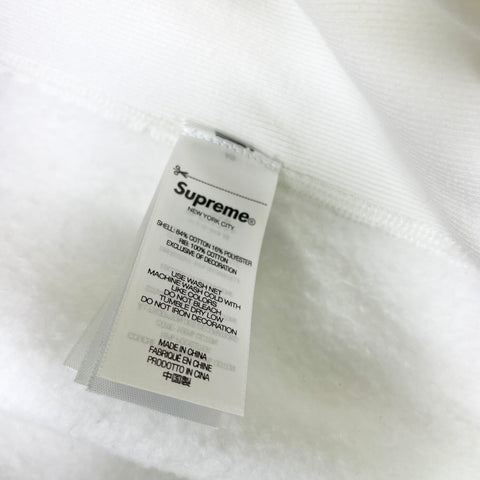 Supreme®
NEW YORK CITY
SHELL: 84% COTTON 16% POLYESTER
RIB: 100% COTTON
EXCLUSIVE OF DECORATION
USE WASH NET
MACHINE WASH COLD WITH
LIKE COLORS
DO NOT BLEACH
TUMBLE DRY LOW
DO NOT IRON DECORATION
MADE IN CHINA
FABRIQUÉ EN CHINE
PRODOTTO IN CINA
中国製